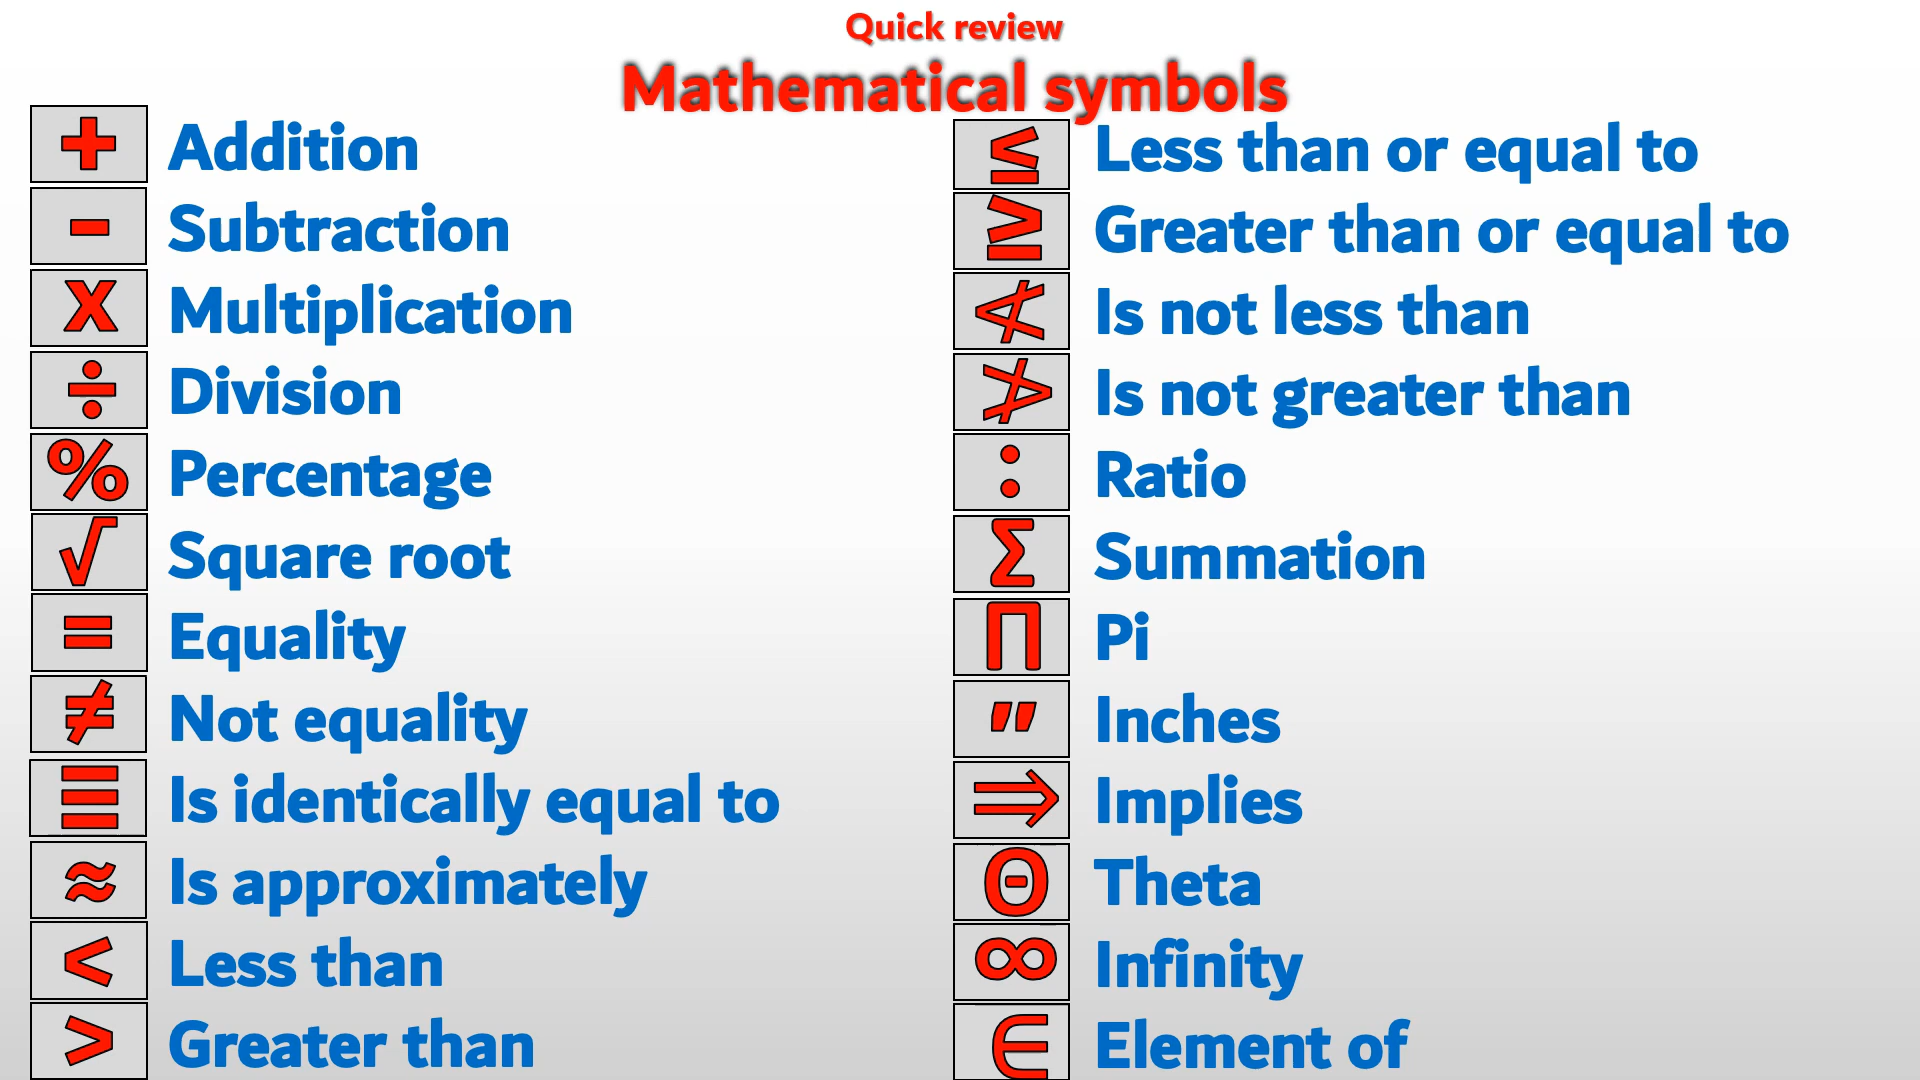 Quick review
Mathematical symbols
+ Addition
- Subtraction
x Multiplication
÷ Division
% Percentage
√ Square root
= Equality
≠ Not equality
≡ Is identically equal to
≈ Is approximately
< Less than
> Greater than
≤ Less than or equal to
≥ Greater than or equal to
≮ Is not less than
≯ Is not greater than
: Ratio
Σ Summation
Π Pi
″ Inches
⇒ Implies
Θ Theta
∞ Infinity
∈ Element of